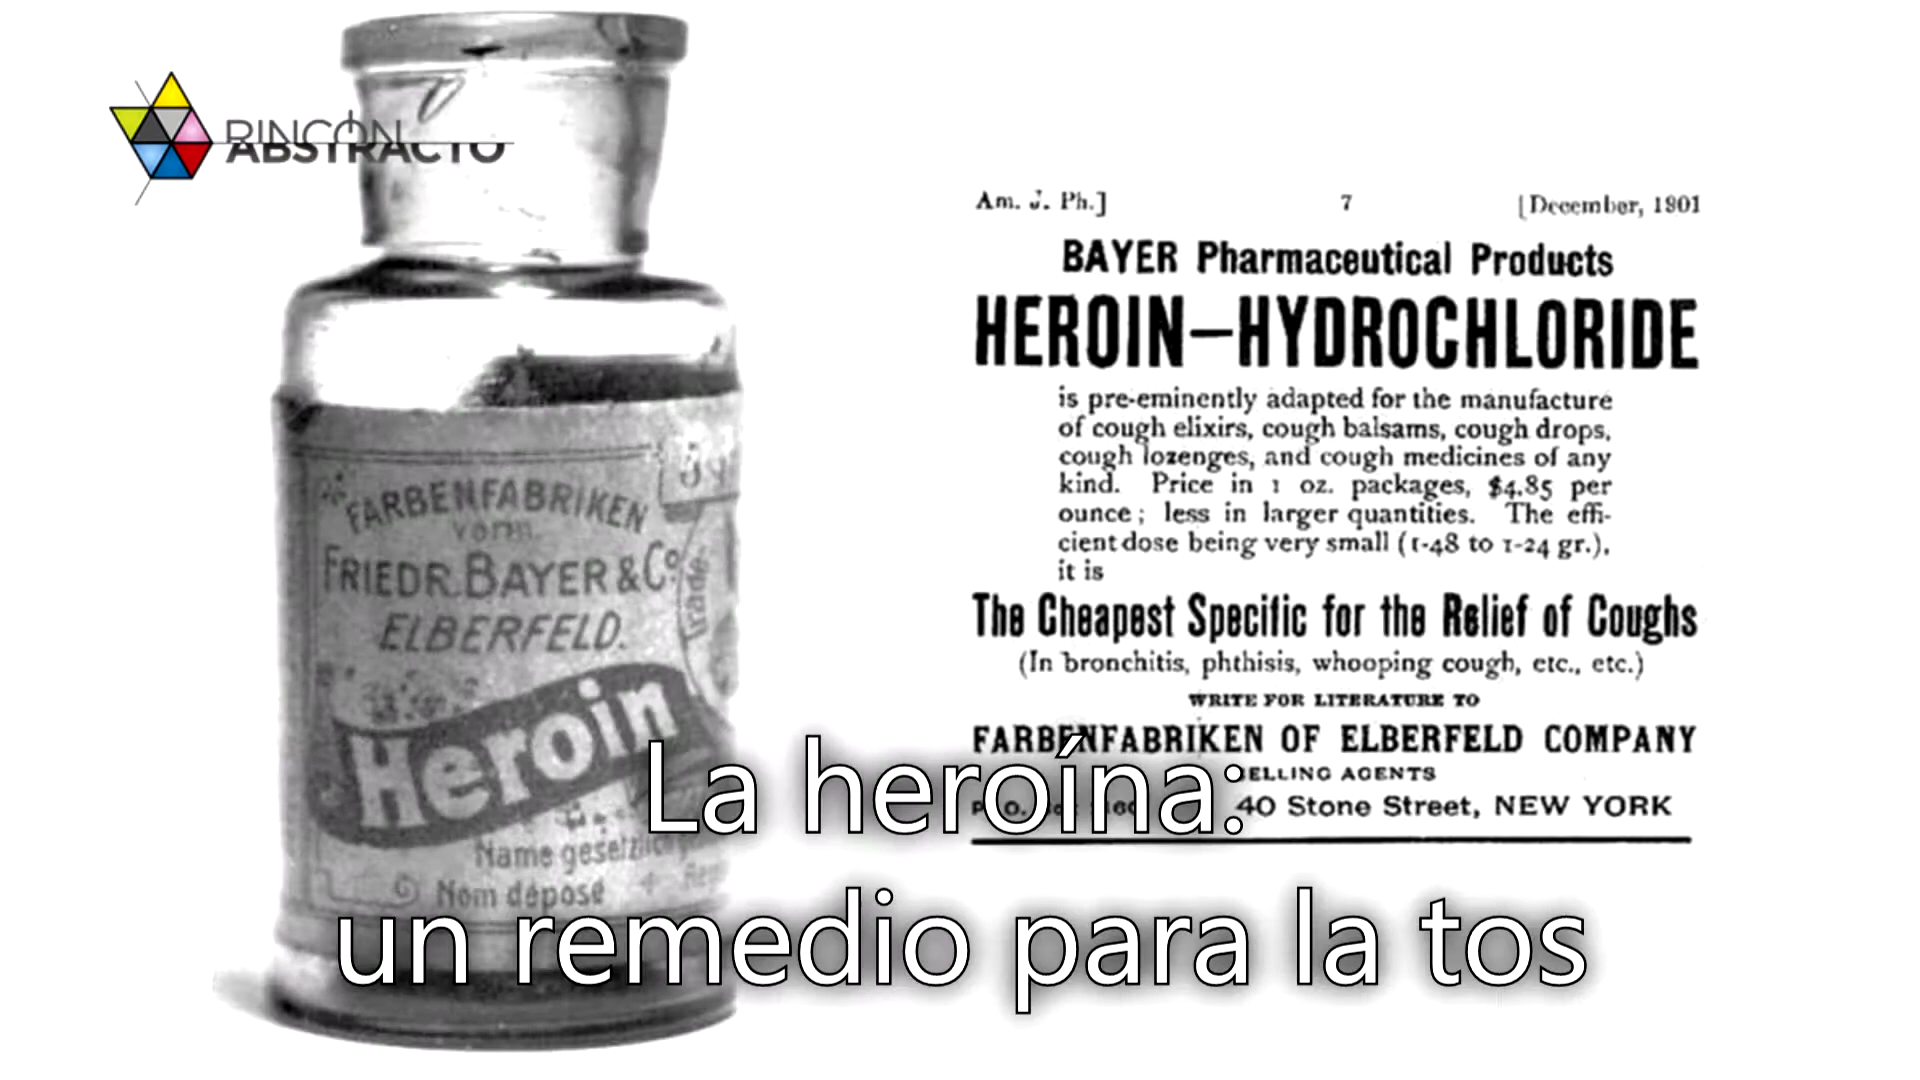 RINCÓN
ABSTRACTO
FARBENFABRIKEN
vorm.
FRIEDR. BAYER & Co.
ELBERFELD.
Trade-
Heroin
Name gesetzlich
Nom déposé
Am. J. Ph.] 7 [December, 1901
BAYER Pharmaceutical Products
HEROIN—HYDROCHLORIDE
is pre-eminently adapted for the manufacture
of cough elixirs, cough balsams, cough drops,
cough lozenges, and cough medicines of any
kind. Price in 1 oz. packages, $4.85 per
ounce; less in larger quantities. The effi-
cient dose being very small (1-48 to 1-24 gr.),
it is
The Cheapest Specific for the Relief of Coughs
(In bronchitis, phthisis, whooping cough, etc., etc.)
WRITE FOR LITERATURE TO
FARBENFABRIKEN OF ELBERFELD COMPANY
SELLING AGENTS
40 Stone Street, NEW YORK
La heroína:
un remedio para la tos